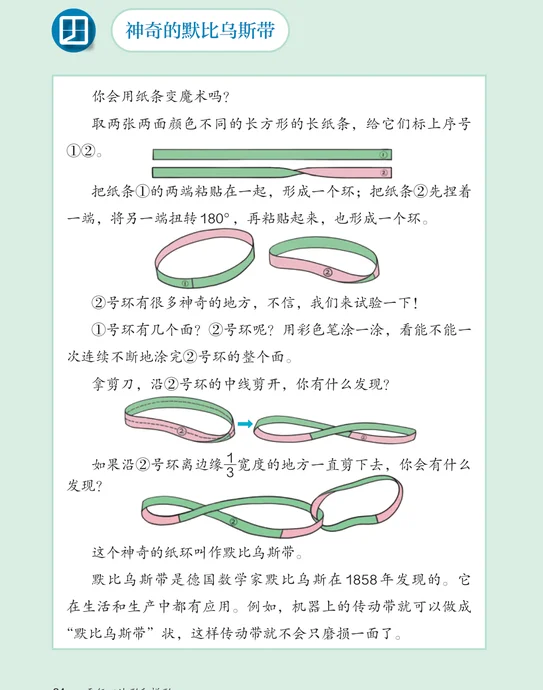 神奇的默比乌斯带
你会用纸条变魔术吗？
取两张两面颜色不同的长方形的长纸条，给它们标上序号
①②。
①
②
把纸条①的两端粘贴在一起，形成一个环；把纸条②先捏着
一端，将另一端扭转180°，再粘贴起来，也形成一个环。
①
②
②号环有很多神奇的地方，不信，我们来试验一下！
①号环有几个面？②号环呢？用彩色笔涂一涂，看能不能一
次连续不断地涂完②号环的整个面。
拿剪刀，沿②号环的中线剪开，你有什么发现？
②
②
如果沿②号环离边缘1/3宽度的地方一直剪下去，你会有什么
发现？
②
这个神奇的纸环叫作默比乌斯带。
默比乌斯带是德国数学家默比乌斯在1858年发现的。它
在生活和生产中都有应用。例如，机器上的传动带就可以做成
“默比乌斯带”状，这样传动带就不会只磨损一面了。